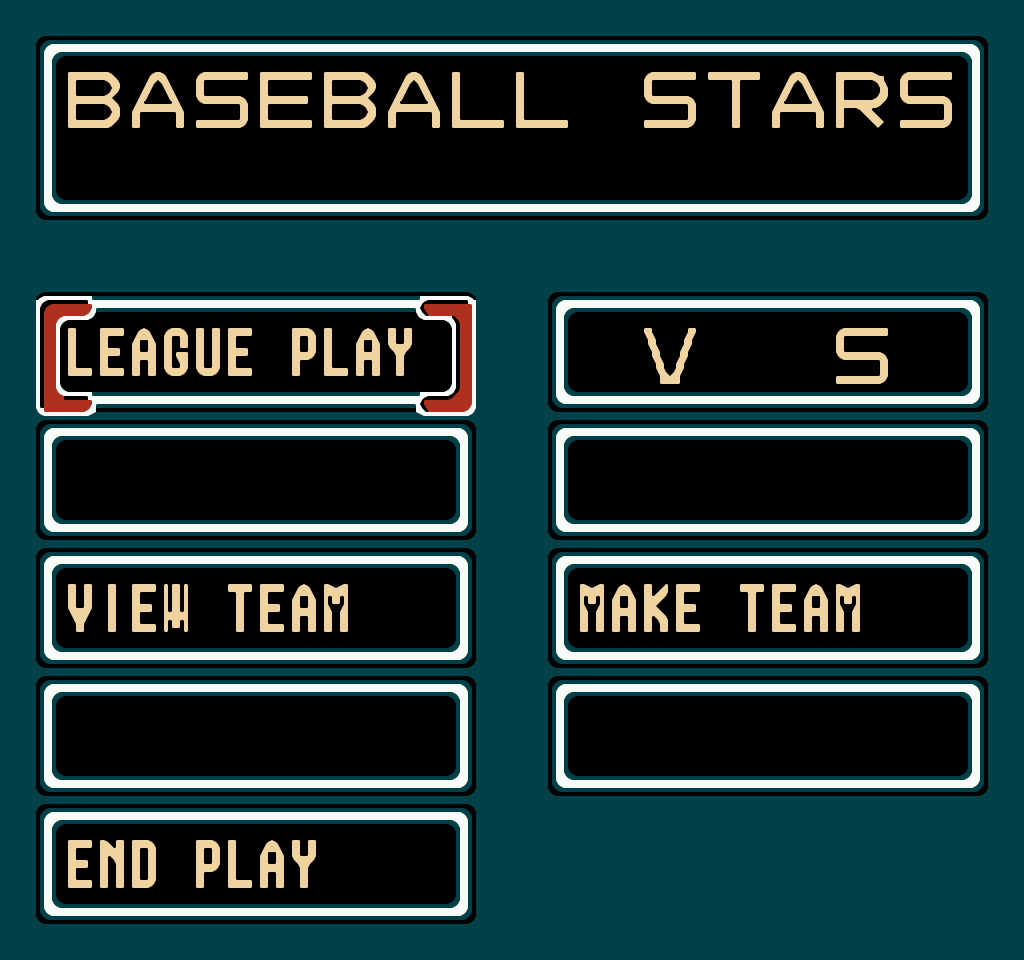 BASEBALL STARS
LEAGUE PLAY
V S
VIEW TEAM
MAKE TEAM
END PLAY